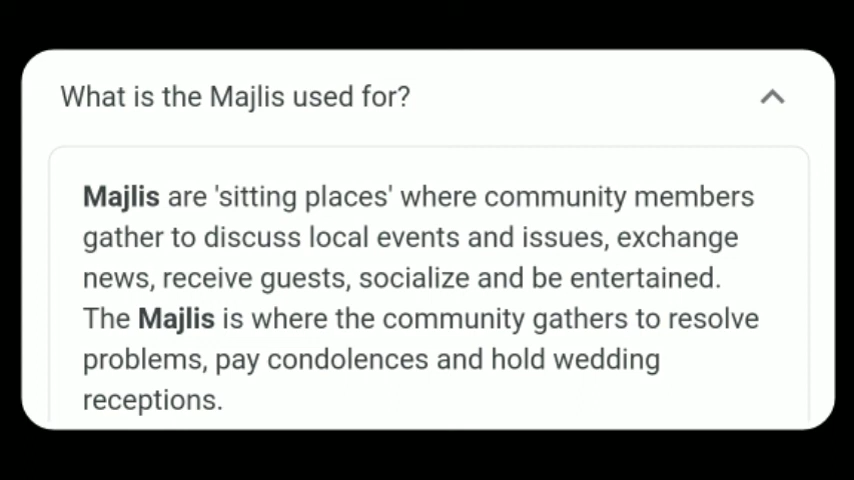 What is the Majlis used for?
Majlis are 'sitting places' where community members
gather to discuss local events and issues, exchange
news, receive guests, socialize and be entertained.
The Majlis is where the community gathers to resolve
problems, pay condolences and hold wedding
receptions.